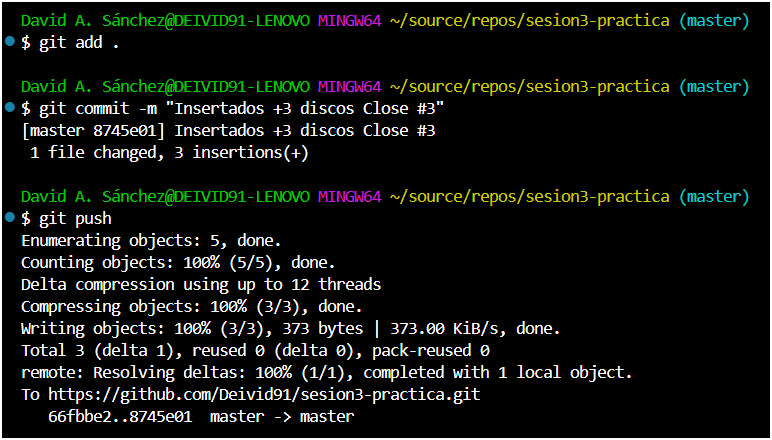 David A. Sánchez@DEIVID91-LENOVO MINGW64 ~/source/repos/sesion3-practica (master)
$ git add .
David A. Sánchez@DEIVID91-LENOVO MINGW64 ~/source/repos/sesion3-practica (master)
$ git commit -m "Insertados +3 discos Close #3"
[master 8745e01] Insertados +3 discos Close #3
 1 file changed, 3 insertions(+)
David A. Sánchez@DEIVID91-LENOVO MINGW64 ~/source/repos/sesion3-practica (master)
$ git push
Enumerating objects: 5, done.
Counting objects: 100% (5/5), done.
Delta compression using up to 12 threads
Compressing objects: 100% (3/3), done.
Writing objects: 100% (3/3), 373 bytes | 373.00 KiB/s, done.
Total 3 (delta 1), reused 0 (delta 0), pack-reused 0
remote: Resolving deltas: 100% (1/1), completed with 1 local object.
To https://github.com/Deivid91/sesion3-practica.git
   66fbbe2..8745e01  master -> master